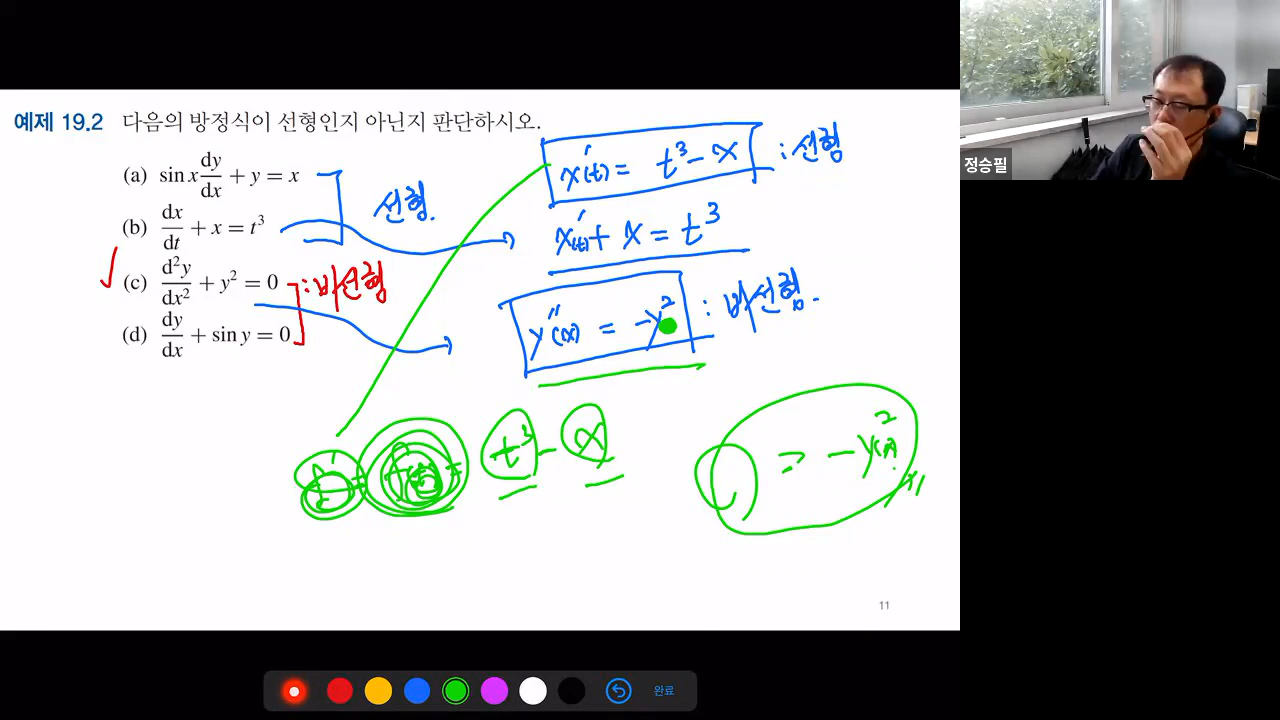 예제 19.2 다음의 방정식이 선형인지 아닌지 판단하시오.
(a) sin x dy/dx + y = x
(b) dx/dt + x = t³
(c) d²y/dx² + y² = 0
(d) dy/dx + sin y = 0
선형.
: 비선형
x'(t) = t³ - x : 선형
x'(t) + x = t³
y''(x) = -y² : 비선형.
= t³ - x
11
정승필
완료